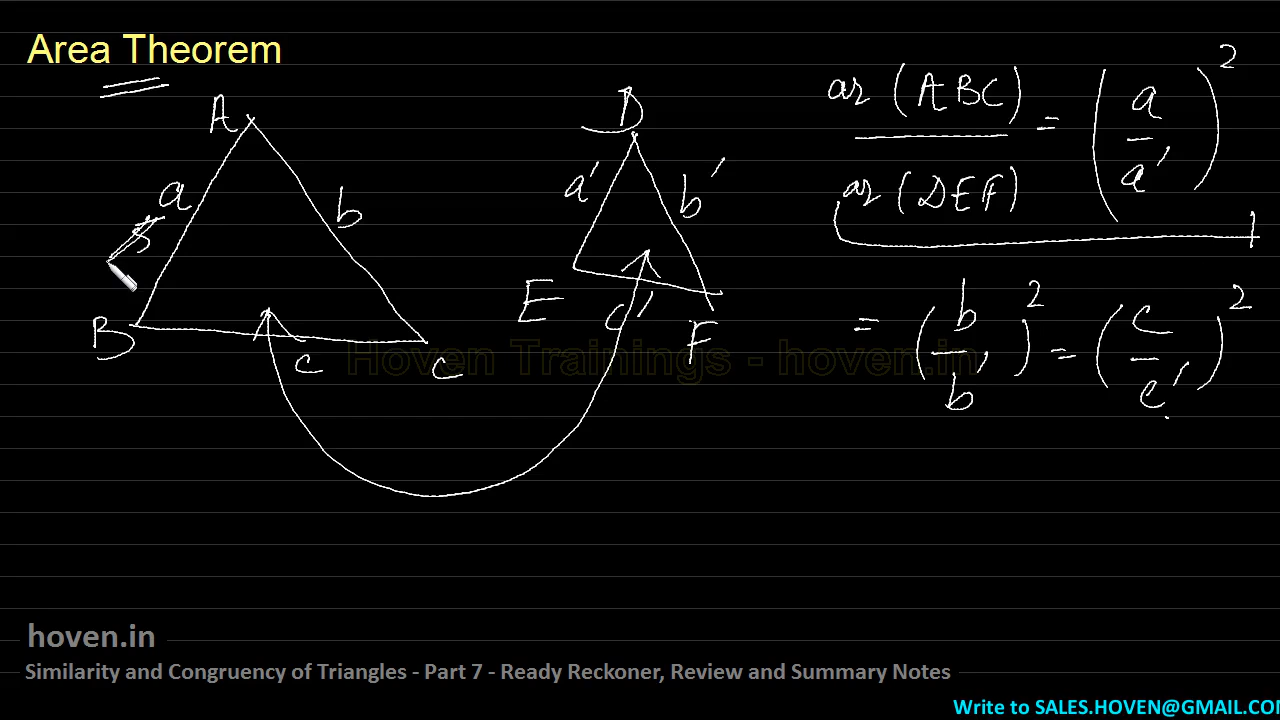 Area Theorem
A
a
b
5
B
c
C
D
a'
b'
E
c'
F
ar (ABC) / ar (DEF) = (a / a')²
= (b / b')² = (c / c')²
Hoven Trainings - hoven.in
hoven.in
Similarity and Congruency of Triangles - Part 7 - Ready Reckoner, Review and Summary Notes
Write to SALES.HOVEN@GMAIL.CO